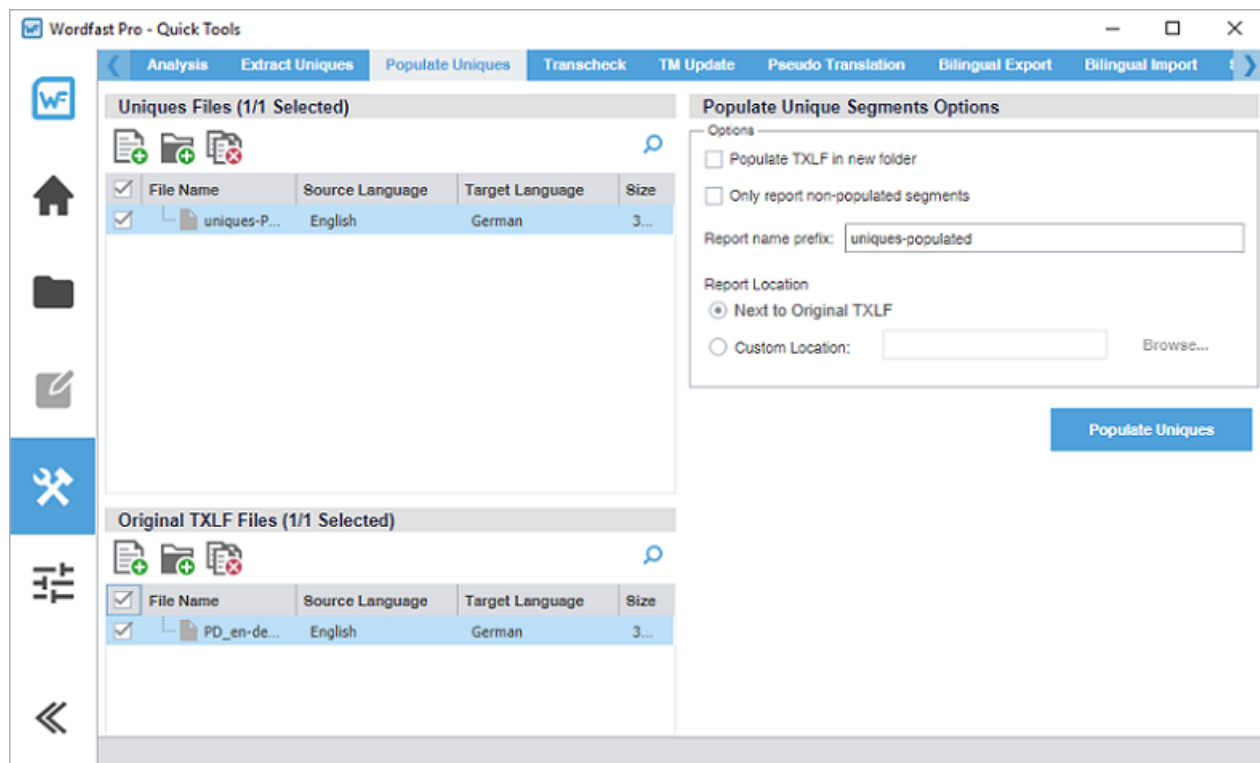 Wordfast Pro - Quick Tools
Analysis Extract Uniques Populate Uniques Transcheck TM Update Pseudo Translation Bilingual Export Bilingual Import
WF
Uniques Files (1/1 Selected)
File Name Source Language Target Language Size
uniques-P... English German 3...
Original TXLF Files (1/1 Selected)
File Name Source Language Target Language Size
PD_en-de... English German 3...
Populate Unique Segments Options
Options
Populate TXLF in new folder
Only report non-populated segments
Report name prefix: uniques-populated
Report Location
Next to Original TXLF
Custom Location: Browse...
Populate Uniques